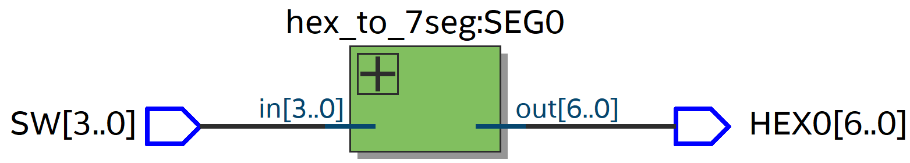 hex_to_7seg:SEG0
SW[3..0]
in[3..0]
out[6..0]
HEX0[6..0]